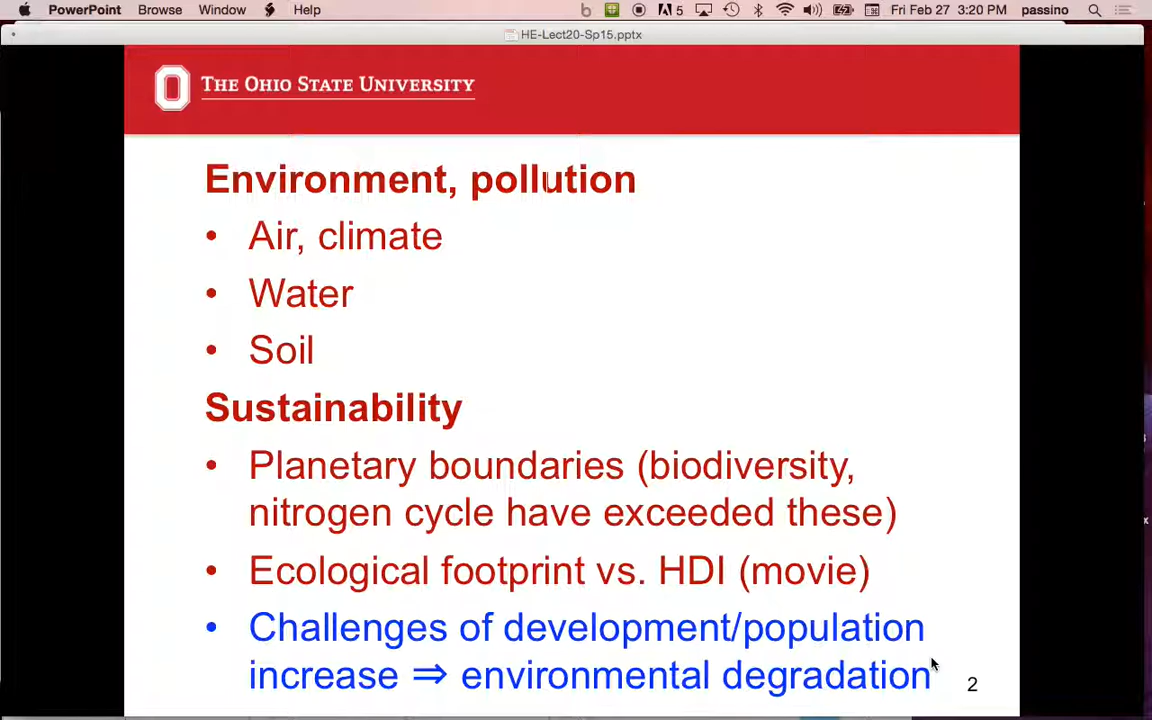 PowerPoint Browse Window Help 5 Fri Feb 27 3:20 PM passino
HE-Lect20-Sp15.pptx
THE OHIO STATE UNIVERSITY
Environment, pollution
• Air, climate
• Water
• Soil
Sustainability
• Planetary boundaries (biodiversity,
nitrogen cycle have exceeded these)
• Ecological footprint vs. HDI (movie)
• Challenges of development/population
increase ⇒ environmental degradation
2